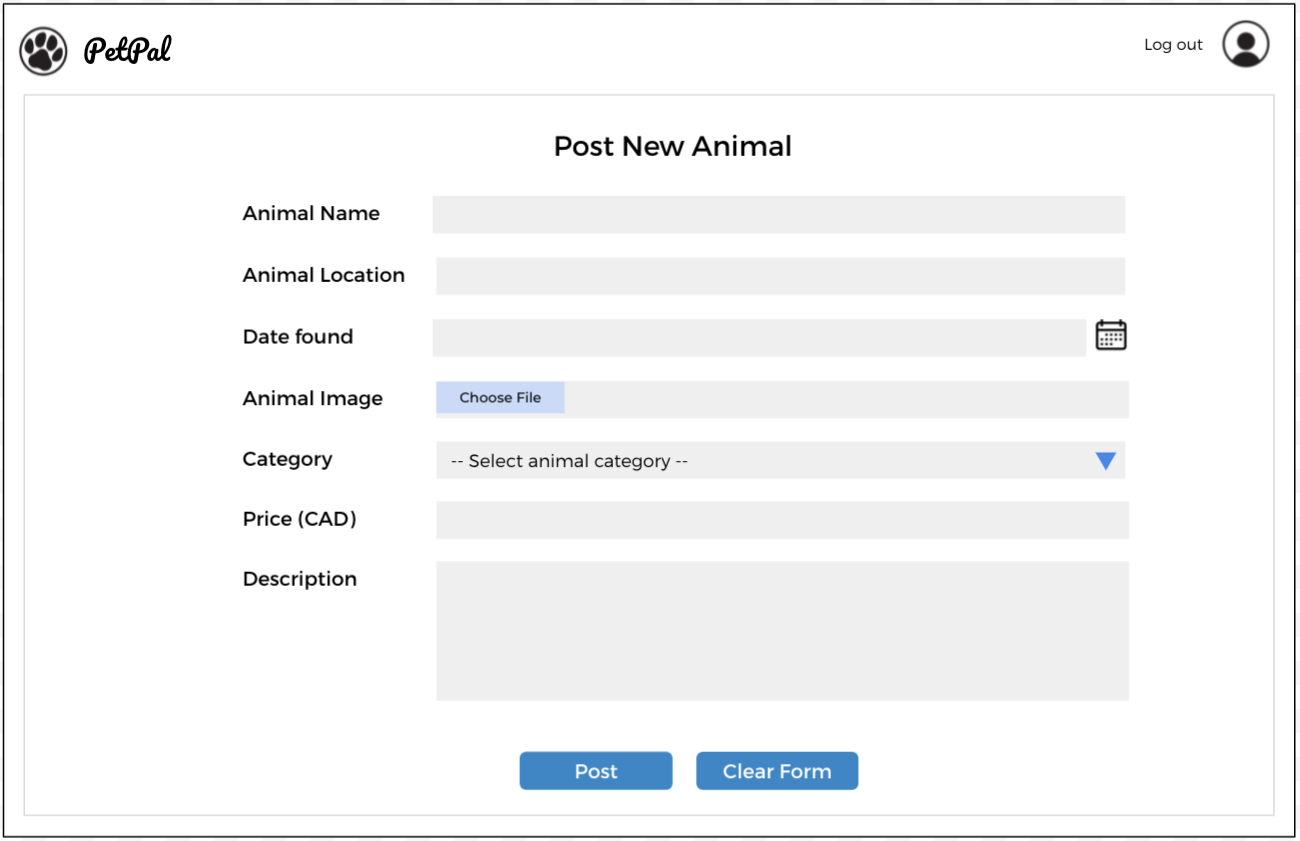 PetPal
Log out
Post New Animal
Animal Name
Animal Location
Date found
Animal Image
Choose File
Category
-- Select animal category --
Price (CAD)
Description
Post
Clear Form